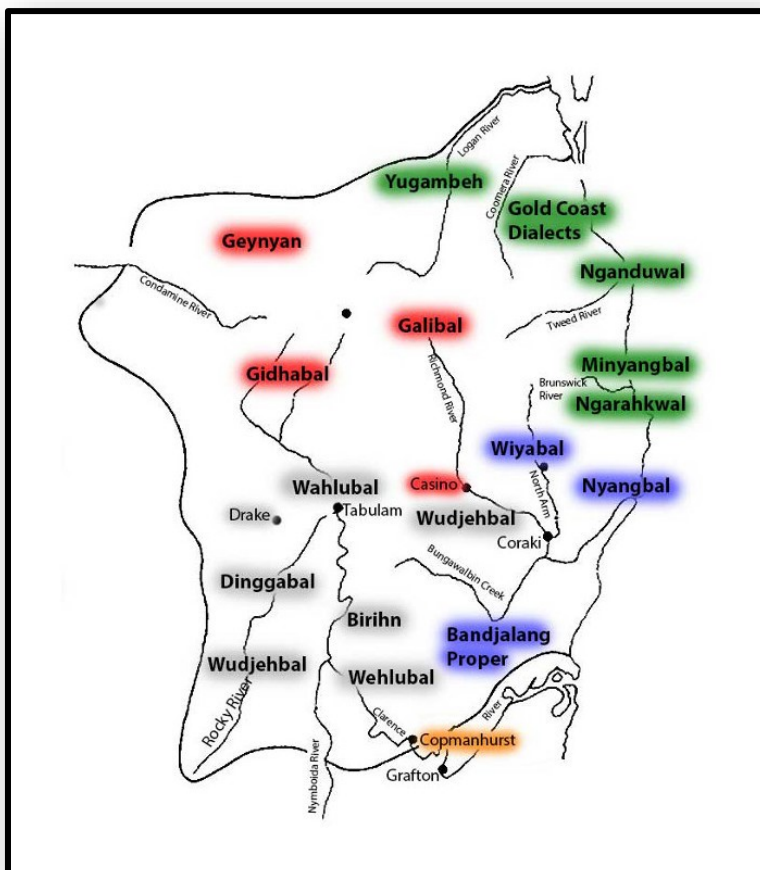 Logan River
Yugambeh
Coomera River
Gold Coast
Dialects
Geynyan
Nganduwal
Condamine River
Tweed River
Galibal
Richmond River
Gidhabal
Minyangbal
Brunswick
River
Ngarahkwal
Wiyabal
North Arm
Wahlubal
Casino
Nyangbal
Drake
Tabulam
Wudjehbal
Coraki
Bungawalbin Creek
Dinggabal
Birihn
Bandjalang
Proper
Wudjehbal
Rocky River
Wehlubal
Nymboida River
Clarence
River
Copmanhurst
Grafton